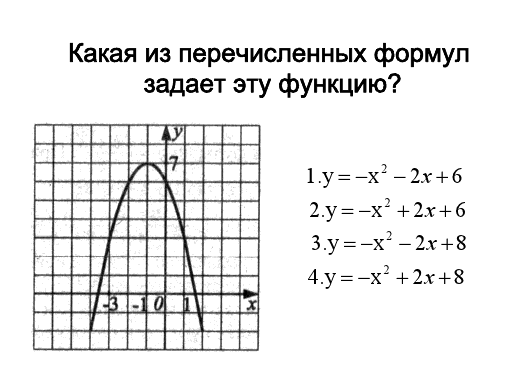 Какая из перечисленных формул
задает эту функцию?
y
7
-3 -1 0 1 x
1.y = −x² − 2x + 6
2.y = −x² + 2x + 6
3.y = −x² − 2x + 8
4.y = −x² + 2x + 8